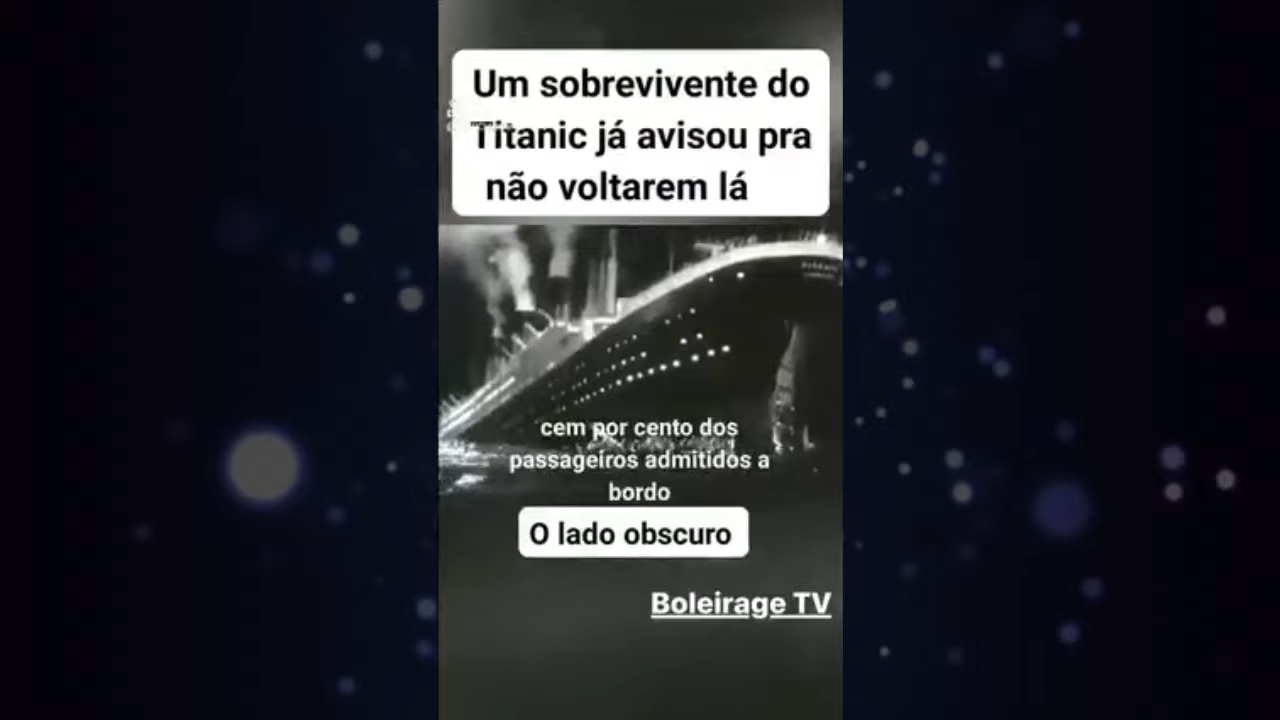 Um sobrevivente do
Titanic já avisou pra
não voltarem lá
cem por cento dos
passageiros admitidos a
bordo
O lado obscuro
Boleirage TV